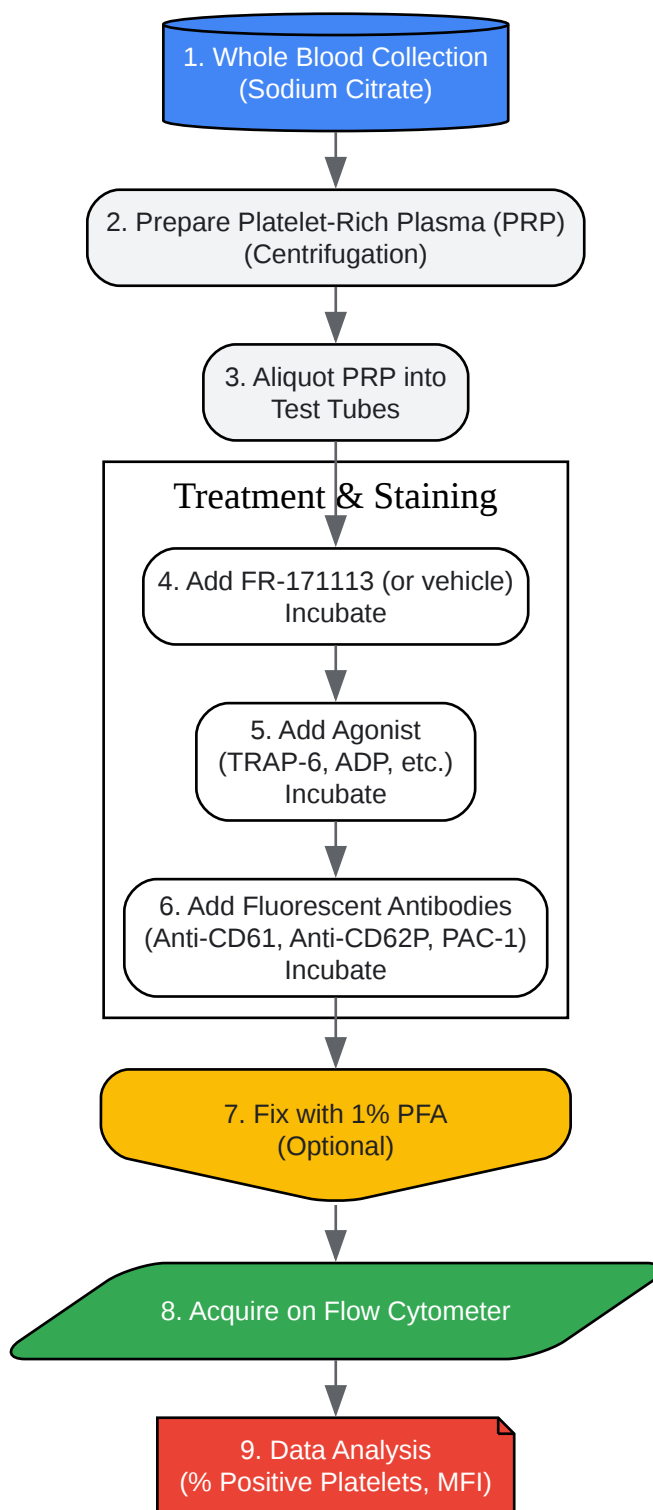 1. Whole Blood Collection
(Sodium Citrate)
2. Prepare Platelet-Rich Plasma (PRP)
(Centrifugation)
3. Aliquot PRP into
Test Tubes
Treatment & Staining
4. Add FR-171113 (or vehicle)
Incubate
5. Add Agonist
(TRAP-6, ADP, etc.)
Incubate
6. Add Fluorescent Antibodies
(Anti-CD61, Anti-CD62P, PAC-1)
Incubate
7. Fix with 1% PFA
(Optional)
8. Acquire on Flow Cytometer
9. Data Analysis
(% Positive Platelets, MFI)